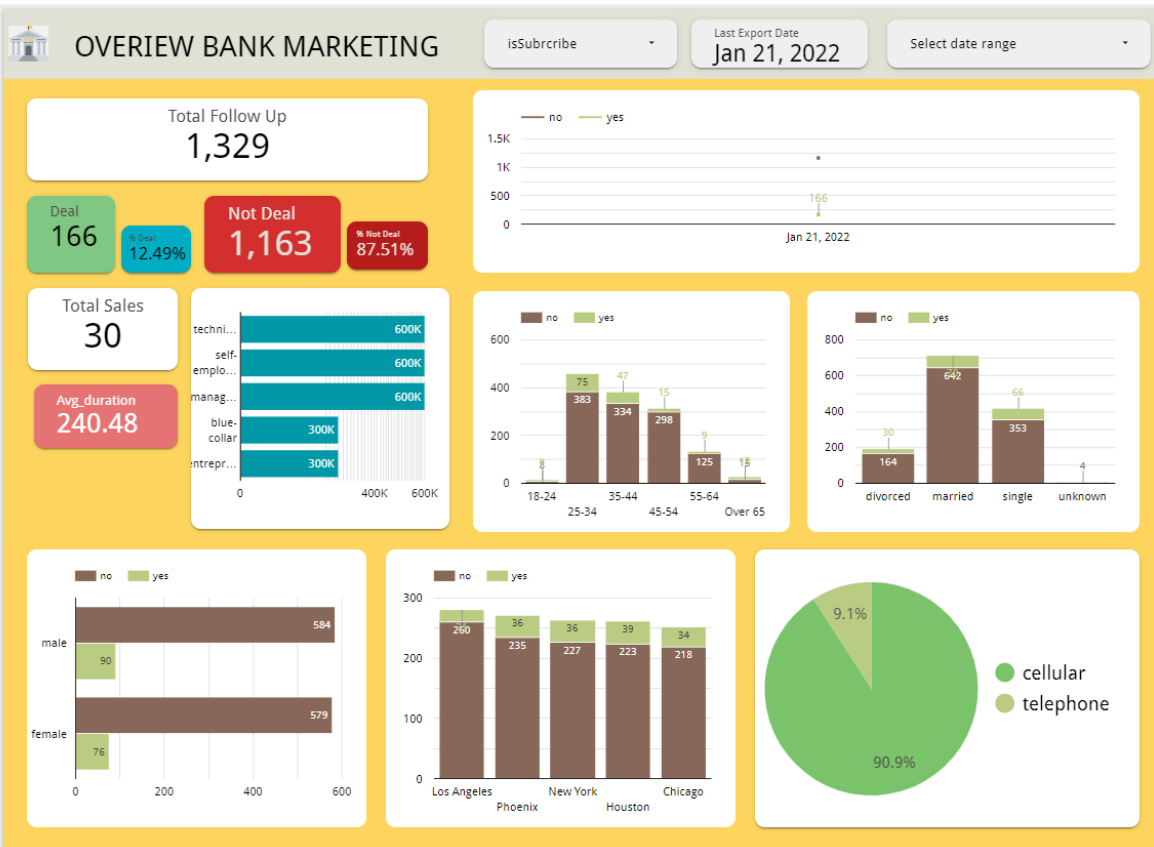 OVERIEW BANK MARKETING
isSubrcribe
Last Export Date
Jan 21, 2022
Select date range
Total Follow Up
1,329
Deal
166
% Deal
12.49%
Not Deal
1,163
% Not Deal
87.51%
Total Sales
30
Avg_duration
240.48
no yes
1.5K
1K
500
0
166
Jan 21, 2022
techni...
600K
self-
emplo...
600K
manag...
600K
blue-
collar
300K
entrepr...
300K
0 400K 600K
no yes
600
400
200
0
8
75
383
47
334
15
298
9
125
18-24 35-44 55-64
25-34 45-54 Over 65
no yes
800
600
400
200
0
30
164
642
66
353
4
divorced married single unknown
no yes
male
584
90
female
579
76
0 200 400 600
no yes
300
200
100
0
260
36
235
36
227
39
223
34
218
Los Angeles New York Chicago
Phoenix Houston
9.1%
90.9%
cellular
telephone